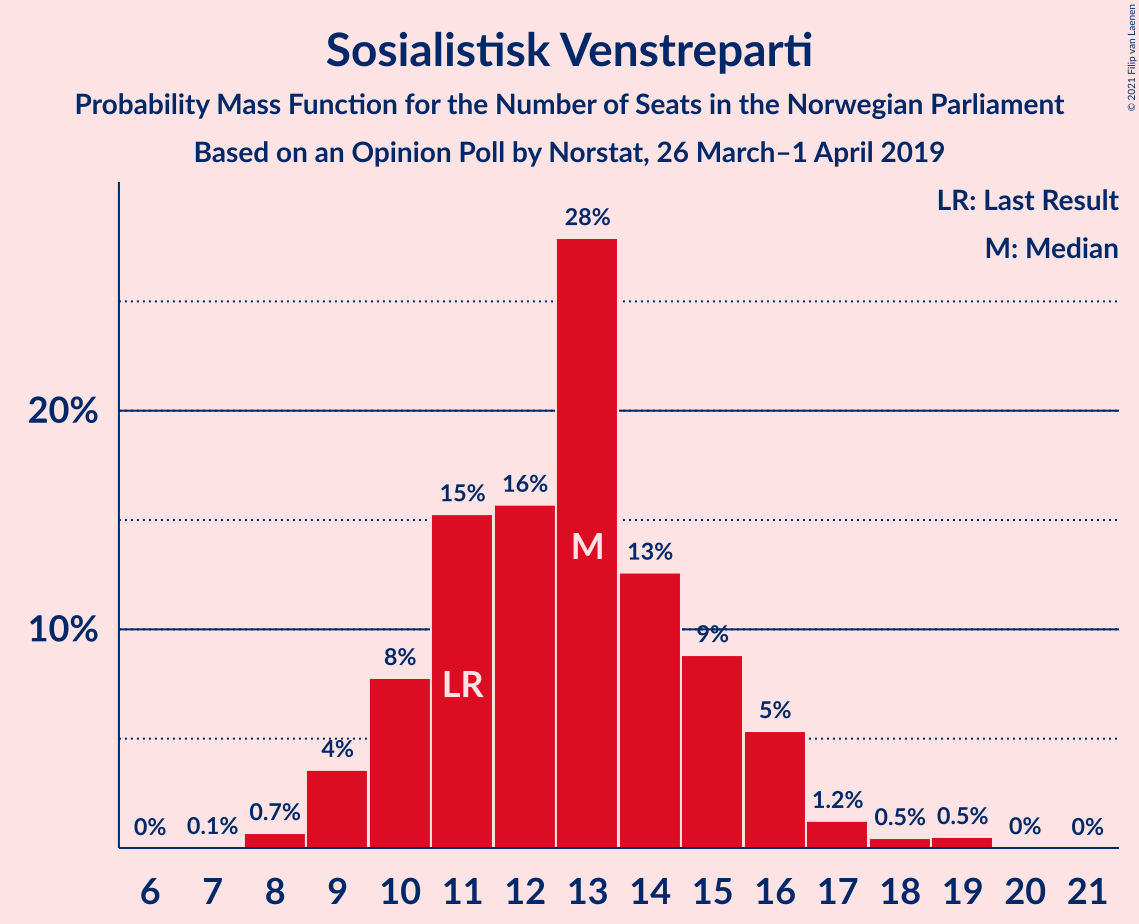 Sosialistisk Venstreparti
Probability Mass Function for the Number of Seats in the Norwegian Parliament
Based on an Opinion Poll by Norstat, 26 March–1 April 2019
© 2021 Filip van Laenen
LR: Last Result
M: Median
28%
20%
15%
16%
M
13%
10%
9%
8%
LR
5%
4%
0%
0.1%
0.7%
1.2%
0.5%
0.5%
0%
0%
6 7 8 9 10 11 12 13 14 15 16 17 18 19 20 21